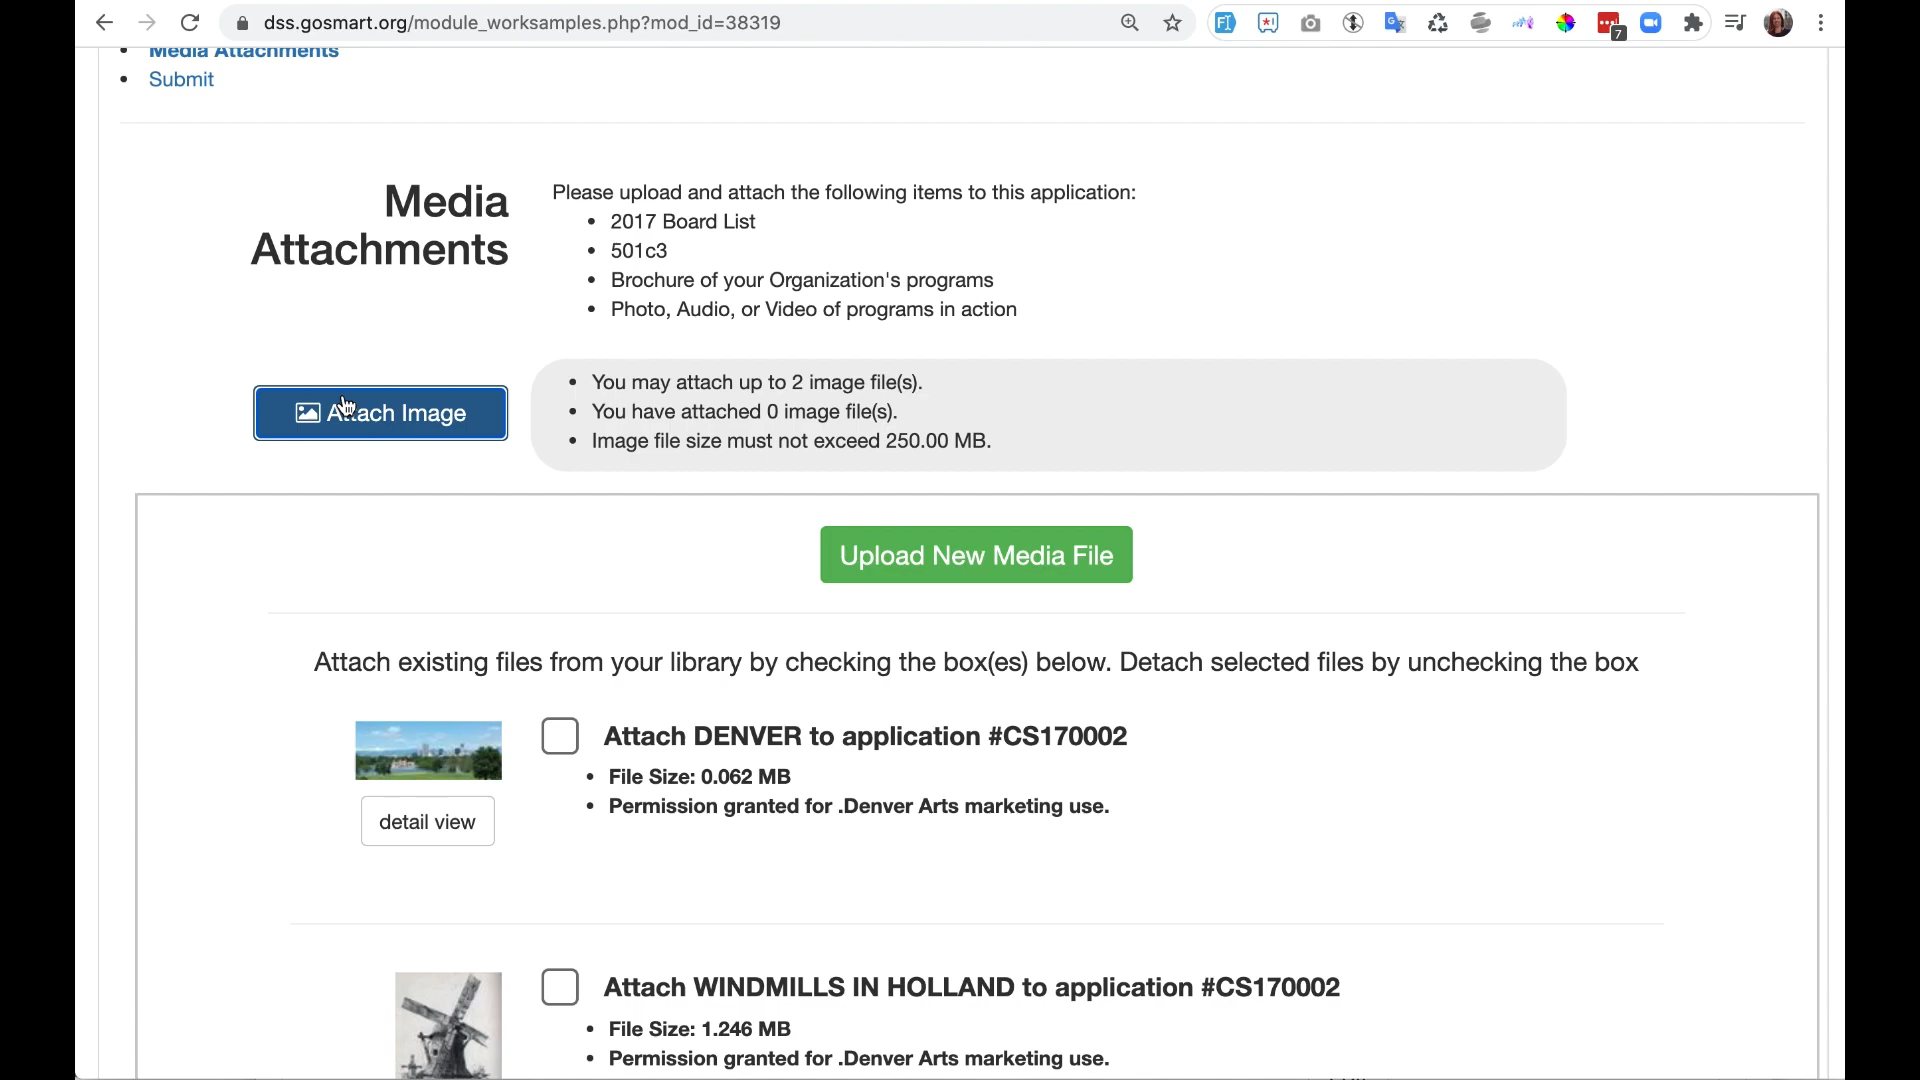 dss.gosmart.org/module_worksamples.php?mod_id=38319
7
Media Attachments
Submit
Media
Attachments
Please upload and attach the following items to this application:
2017 Board List
501c3
Brochure of your Organization's programs
Photo, Audio, or Video of programs in action
Attach Image
You may attach up to 2 image file(s).
You have attached 0 image file(s).
Image file size must not exceed 250.00 MB.
Upload New Media File
Attach existing files from your library by checking the box(es) below. Detach selected files by unchecking the box
Attach DENVER to application #CS170002
File Size: 0.062 MB
Permission granted for .Denver Arts marketing use.
detail view
Attach WINDMILLS IN HOLLAND to application #CS170002
File Size: 1.246 MB
Permission granted for .Denver Arts marketing use.